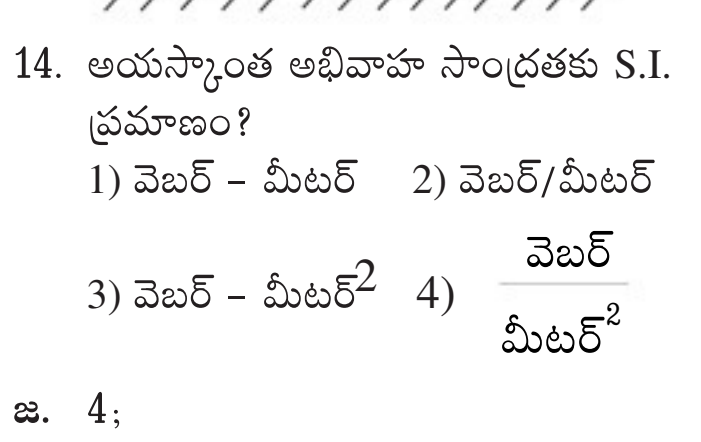 14. అయస్కాంత అభివాహ సాంద్రతకు S.I.
ప్రమాణం?
1) వెబర్ – మీటర్ 2) వెబర్/మీటర్
3) వెబర్ – మీటర్² 4) వెబర్
మీటర్²
జ. 4;